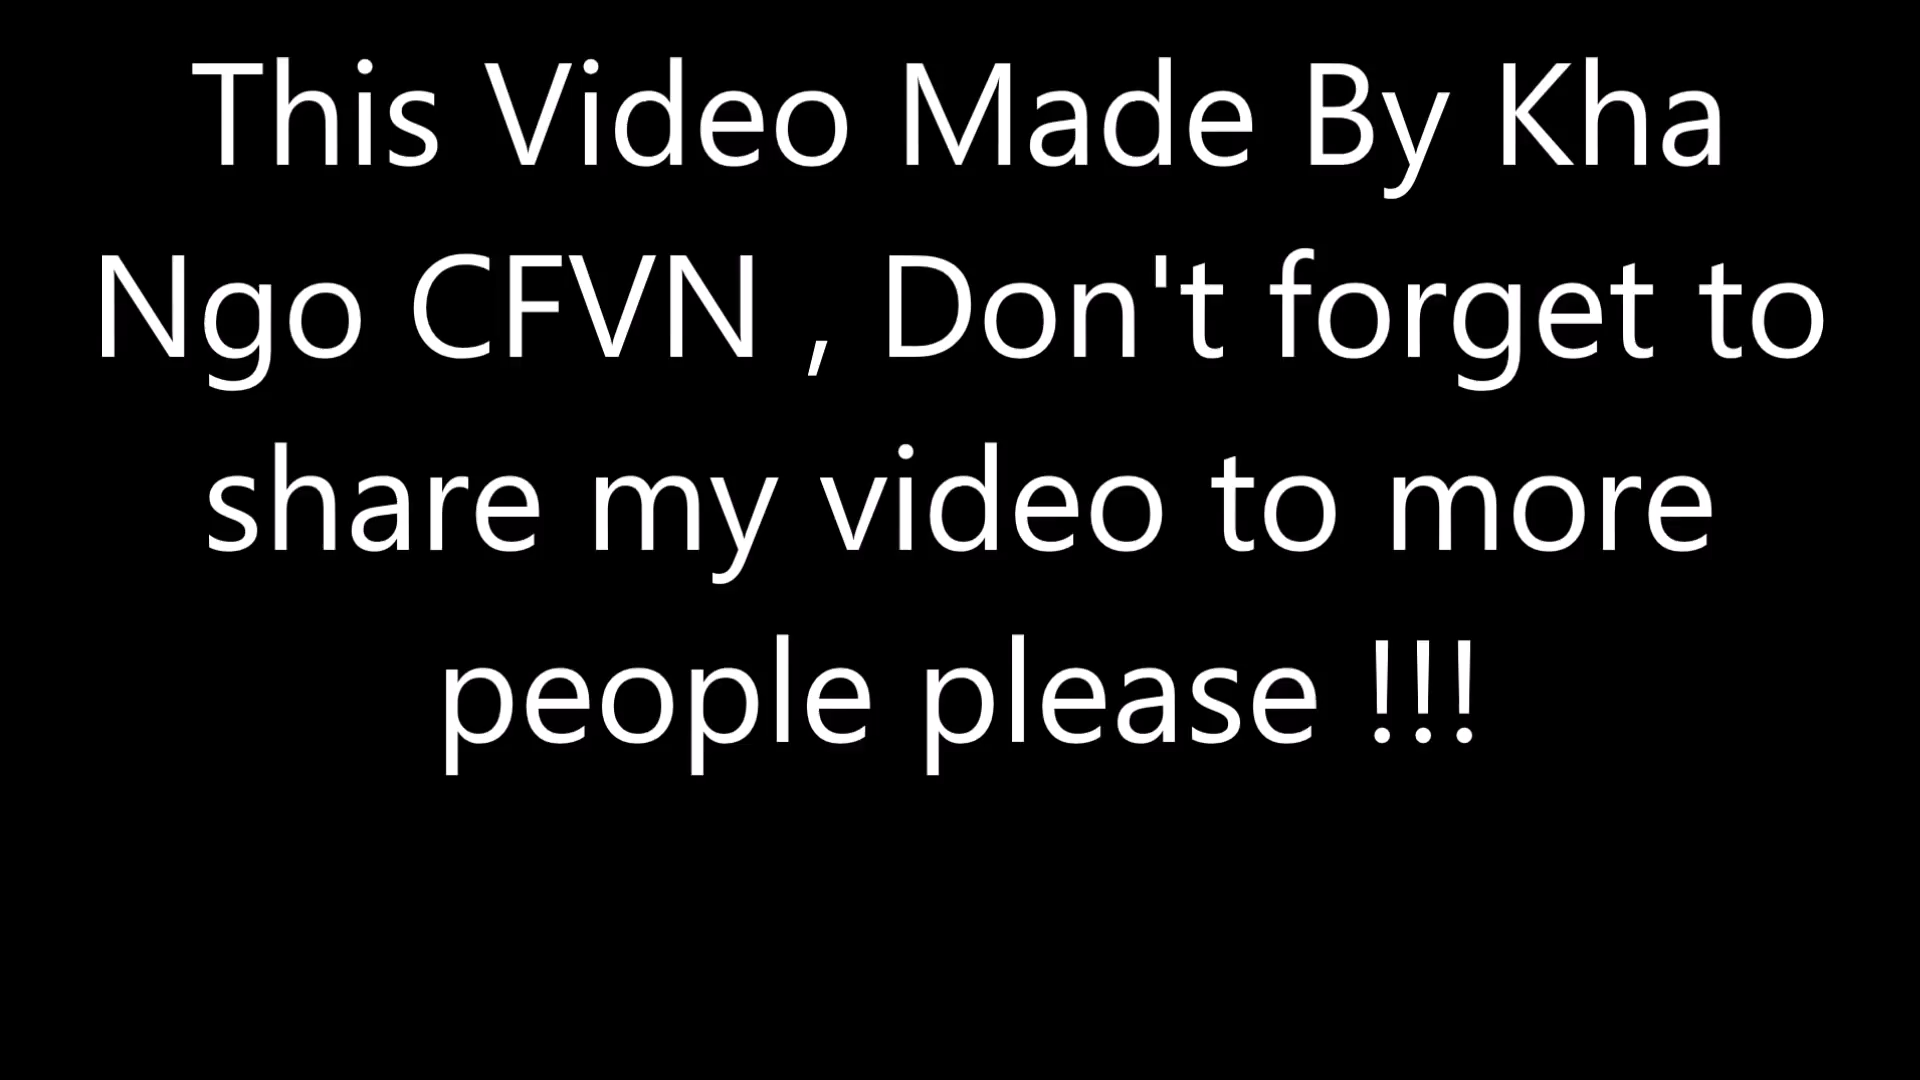 This Video Made By Kha
Ngo CFVN , Don't forget to
share my video to more
people please !!!